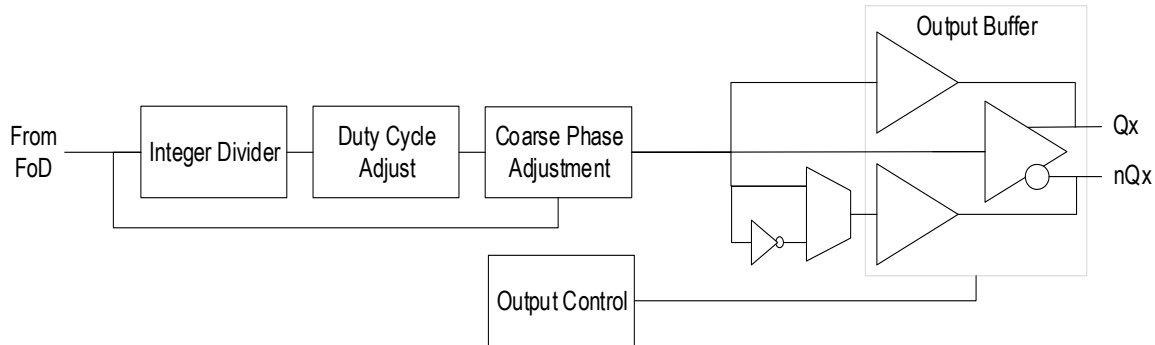 Output Buffer
From
FoD
Integer Divider
Duty Cycle
Adjust
Coarse Phase
Adjustment
Qx
nQx
Output Control